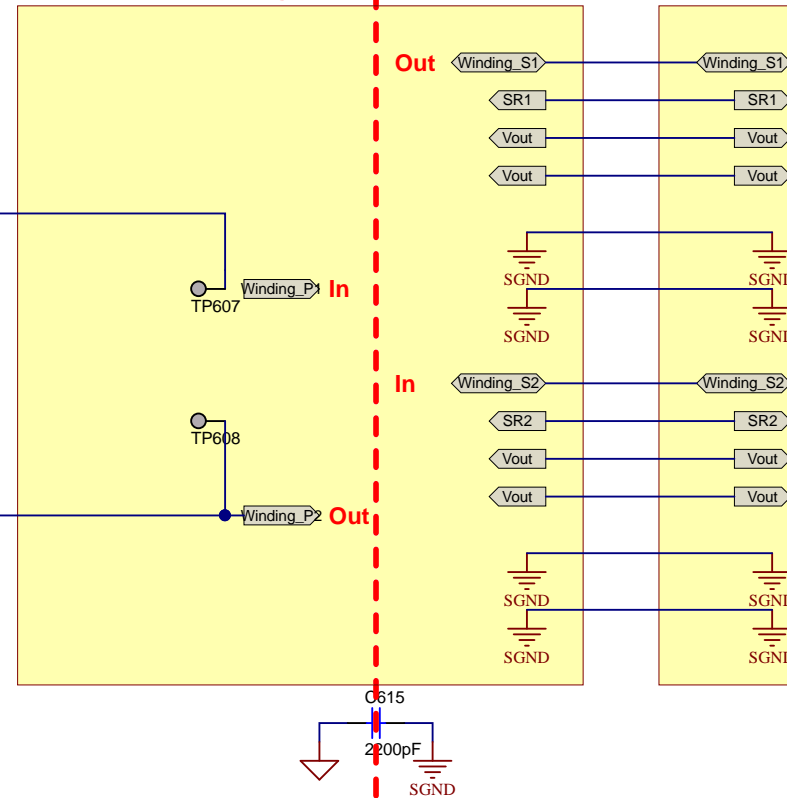 Out
Winding_S1
Winding_S1
SR1
SR1
Vout
Vout
Vout
Vout
SGND
SGND
Winding_P1
In
TP607
SGND
SGND
In
Winding_S2
Winding_S2
SR2
SR2
TP608
Vout
Vout
Vout
Vout
Winding_P2
Out
SGND
SGND
SGND
SGND
C615
2200pF
SGND